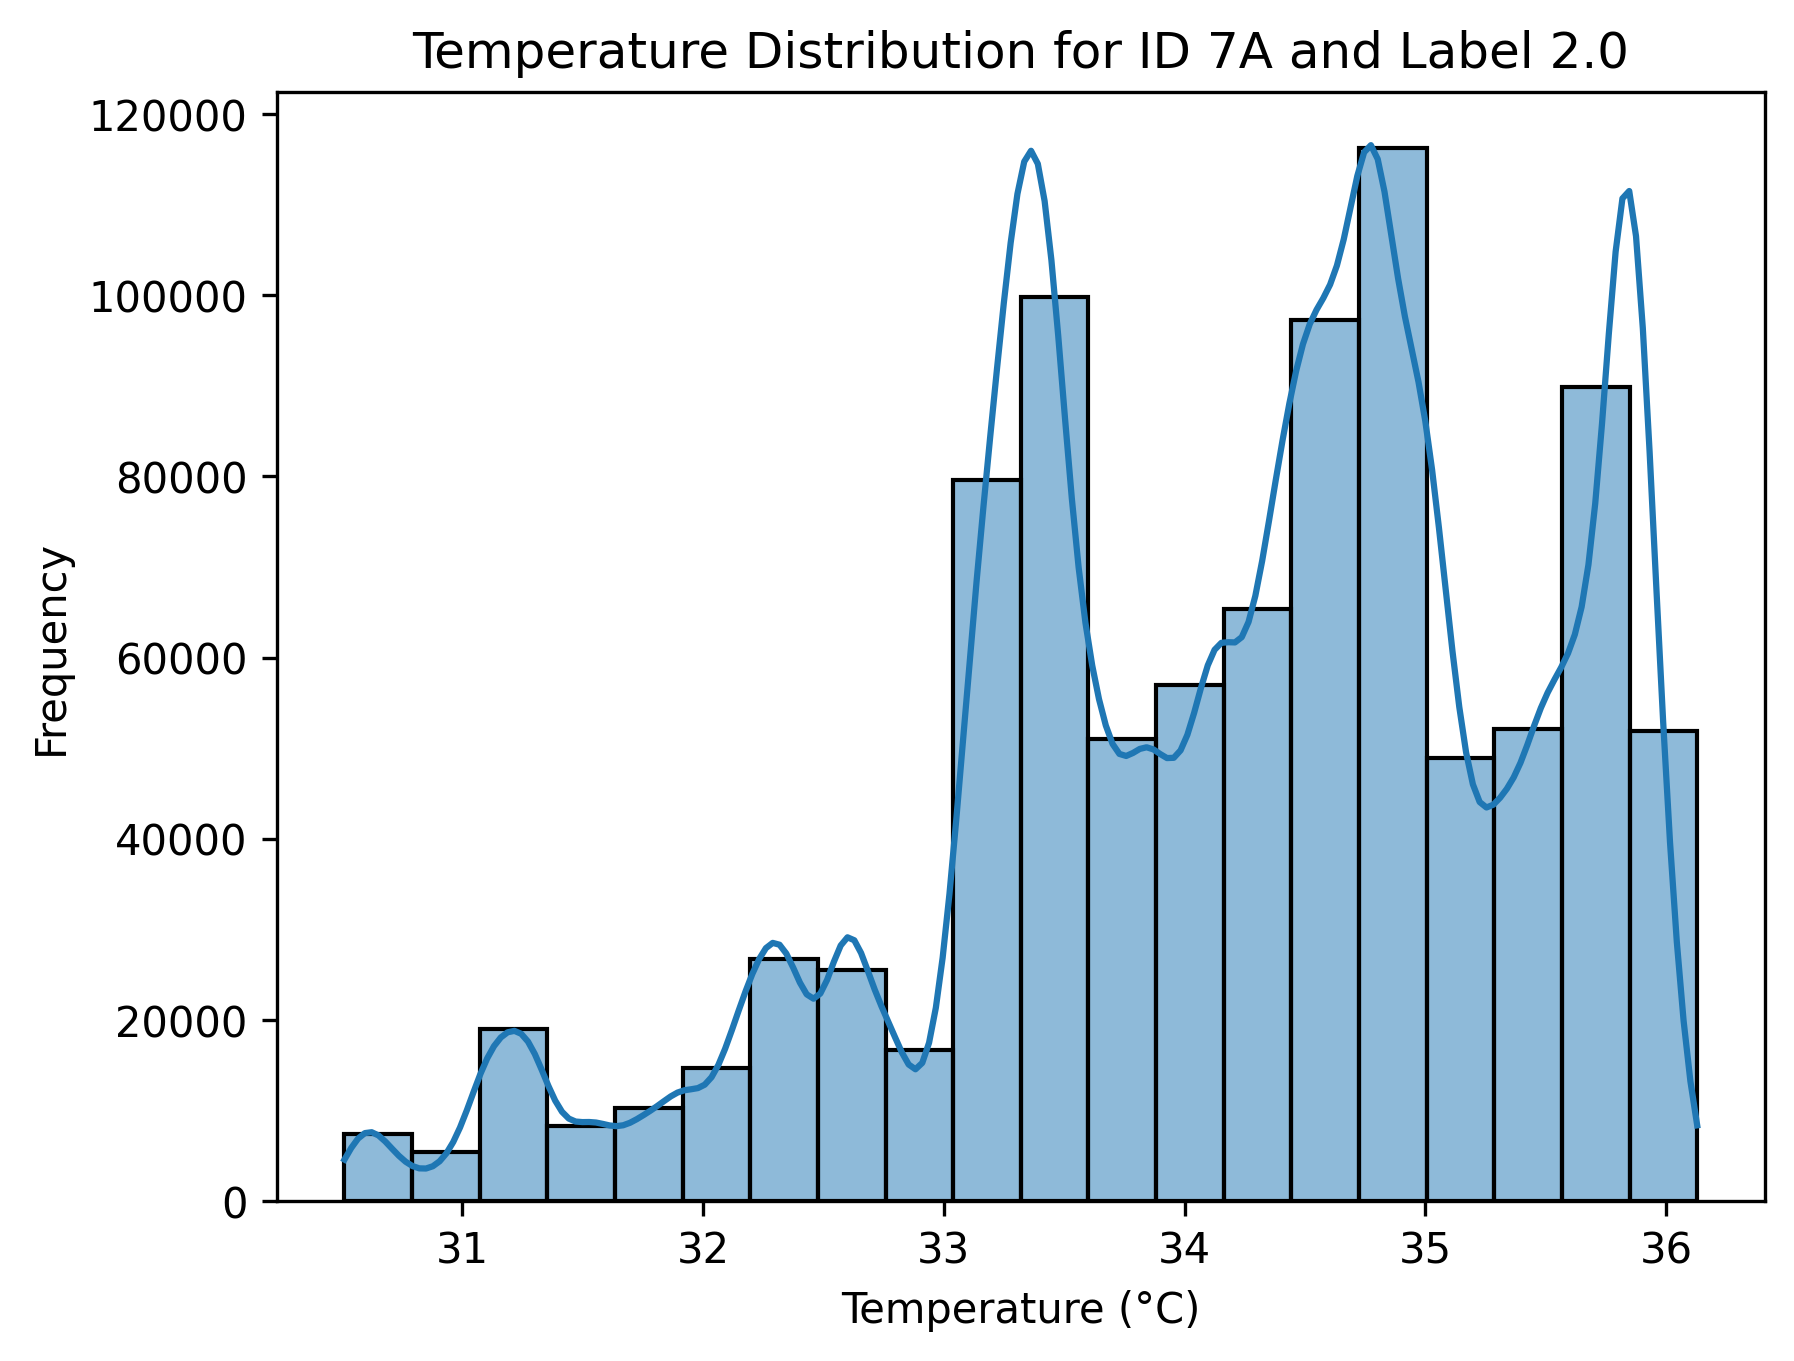 Temperature Distribution for ID 7A and Label 2.0
120000
100000
80000
60000
40000
20000
0
Frequency
31 32 33 34 35 36
Temperature (°C)